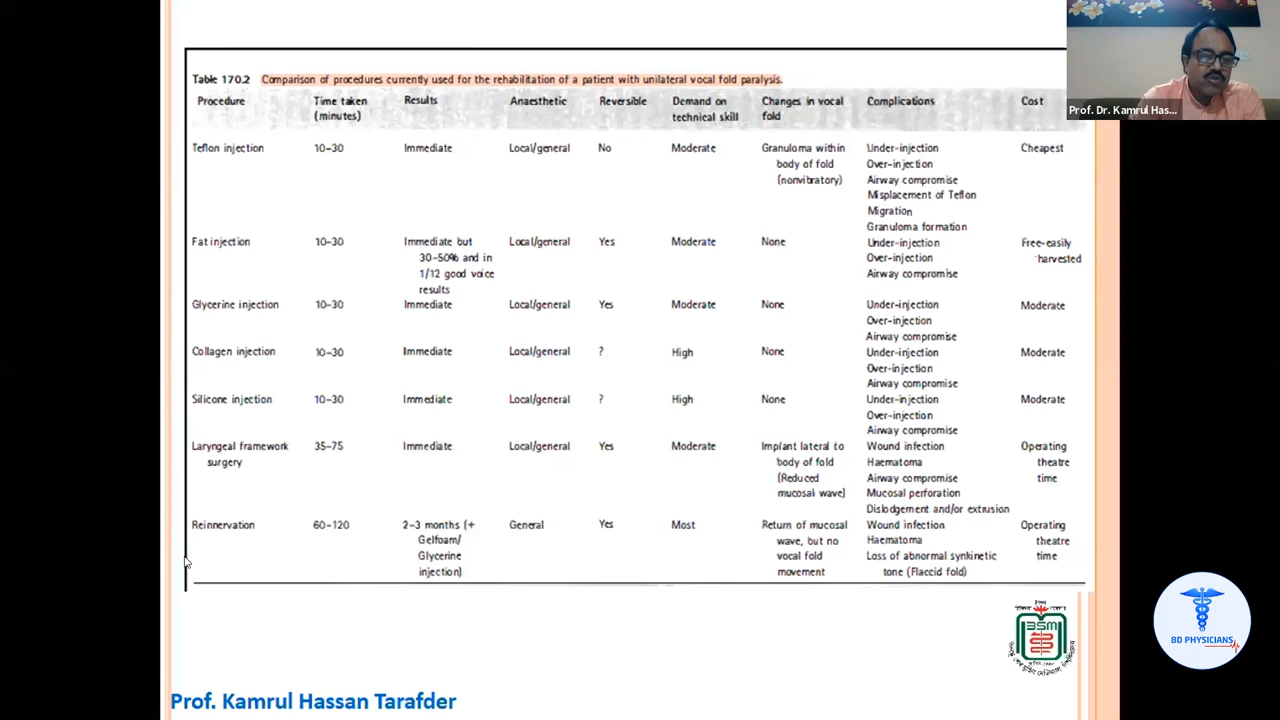 Table 170.2 Comparison of procedures currently used for the rehabilitation of a patient with unilateral vocal fold paralysis.
Procedure Time taken (minutes) Results Anaesthetic Reversible Demand on technical skill Changes in vocal fold Complications Cost
Teflon injection 10-30 Immediate Local/general No Moderate Granuloma within body of fold (nonvibratory) Under-injection Cheapest
Over-injection
Airway compromise
Misplacement of Teflon
Migration
Granuloma formation
Fat injection 10-30 Immediate but 30-50% and in 1/12 good voice results Local/general Yes Moderate None Under-injection Free-easily harvested
Over-injection
Airway compromise
Glycerine injection 10-30 Immediate Local/general Yes Moderate None Under-injection Moderate
Over-injection
Airway compromise
Collagen injection 10-30 Immediate Local/general ? High None Under-injection Moderate
Over-injection
Airway compromise
Silicone injection 10-30 Immediate Local/general ? High None Under-injection Moderate
Over-injection
Airway compromise
Laryngeal framework surgery 35-75 Immediate Local/general Yes Moderate Implant lateral to body of fold (Reduced mucosal wave) Wound infection Operating theatre time
Haematoma
Airway compromise
Mucosal perforation
Dislodgement and/or extrusion
Reinnervation 60-120 2-3 months (+ Gelfoam/ Glycerine injection) General Yes Most Return of mucosal wave, but no vocal fold movement Wound infection Operating theatre time
Haematoma
Loss of abnormal synkinetic tone (Flaccid fold)
Prof. Dr. Kamrul Has...
BSM
BD PHYSICIANS
Prof. Kamrul Hassan Tarafder